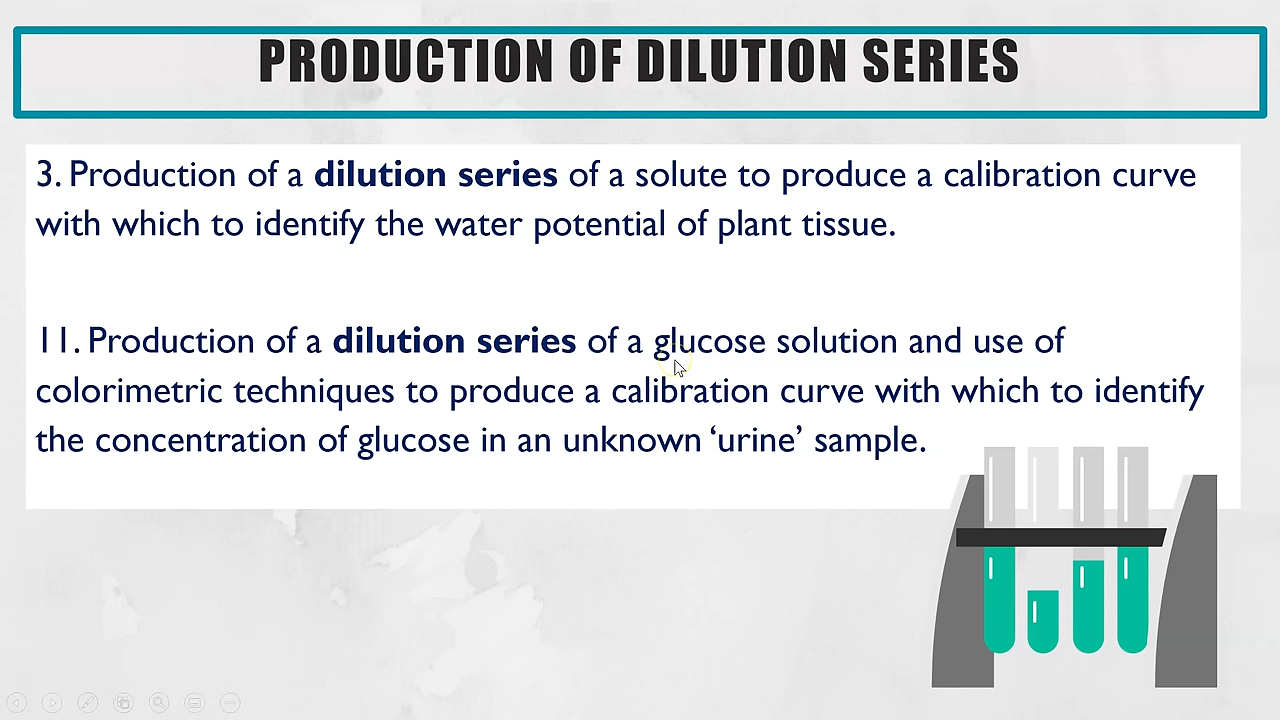 PRODUCTION OF DILUTION SERIES
3. Production of a dilution series of a solute to produce a calibration curve
with which to identify the water potential of plant tissue.
11. Production of a dilution series of a glucose solution and use of
colorimetric techniques to produce a calibration curve with which to identify
the concentration of glucose in an unknown ‘urine’ sample.